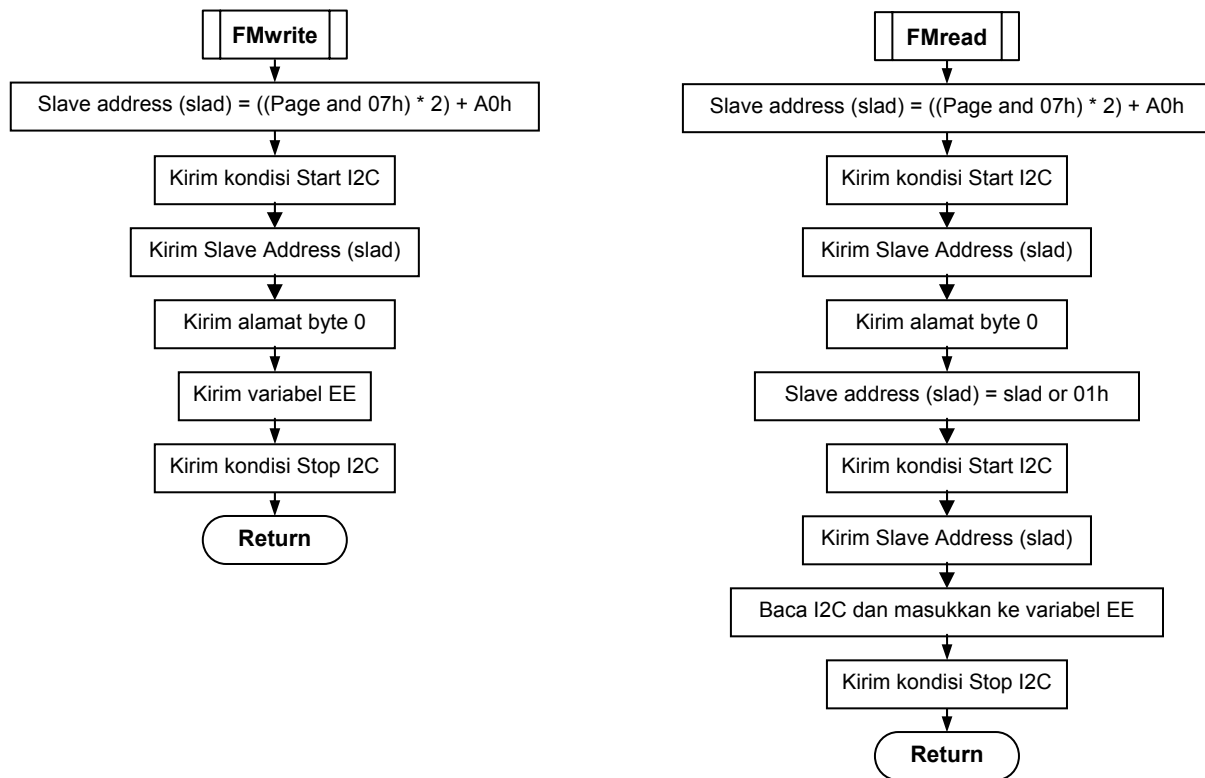 FMwrite
Slave address (slad) = ((Page and 07h) * 2) + A0h
Kirim kondisi Start I2C
Kirim Slave Address (slad)
Kirim alamat byte 0
Kirim variabel EE
Kirim kondisi Stop I2C
Return
FMread
Slave address (slad) = ((Page and 07h) * 2) + A0h
Kirim kondisi Start I2C
Kirim Slave Address (slad)
Kirim alamat byte 0
Slave address (slad) = slad or 01h
Kirim kondisi Start I2C
Kirim Slave Address (slad)
Baca I2C dan masukkan ke variabel EE
Kirim kondisi Stop I2C
Return